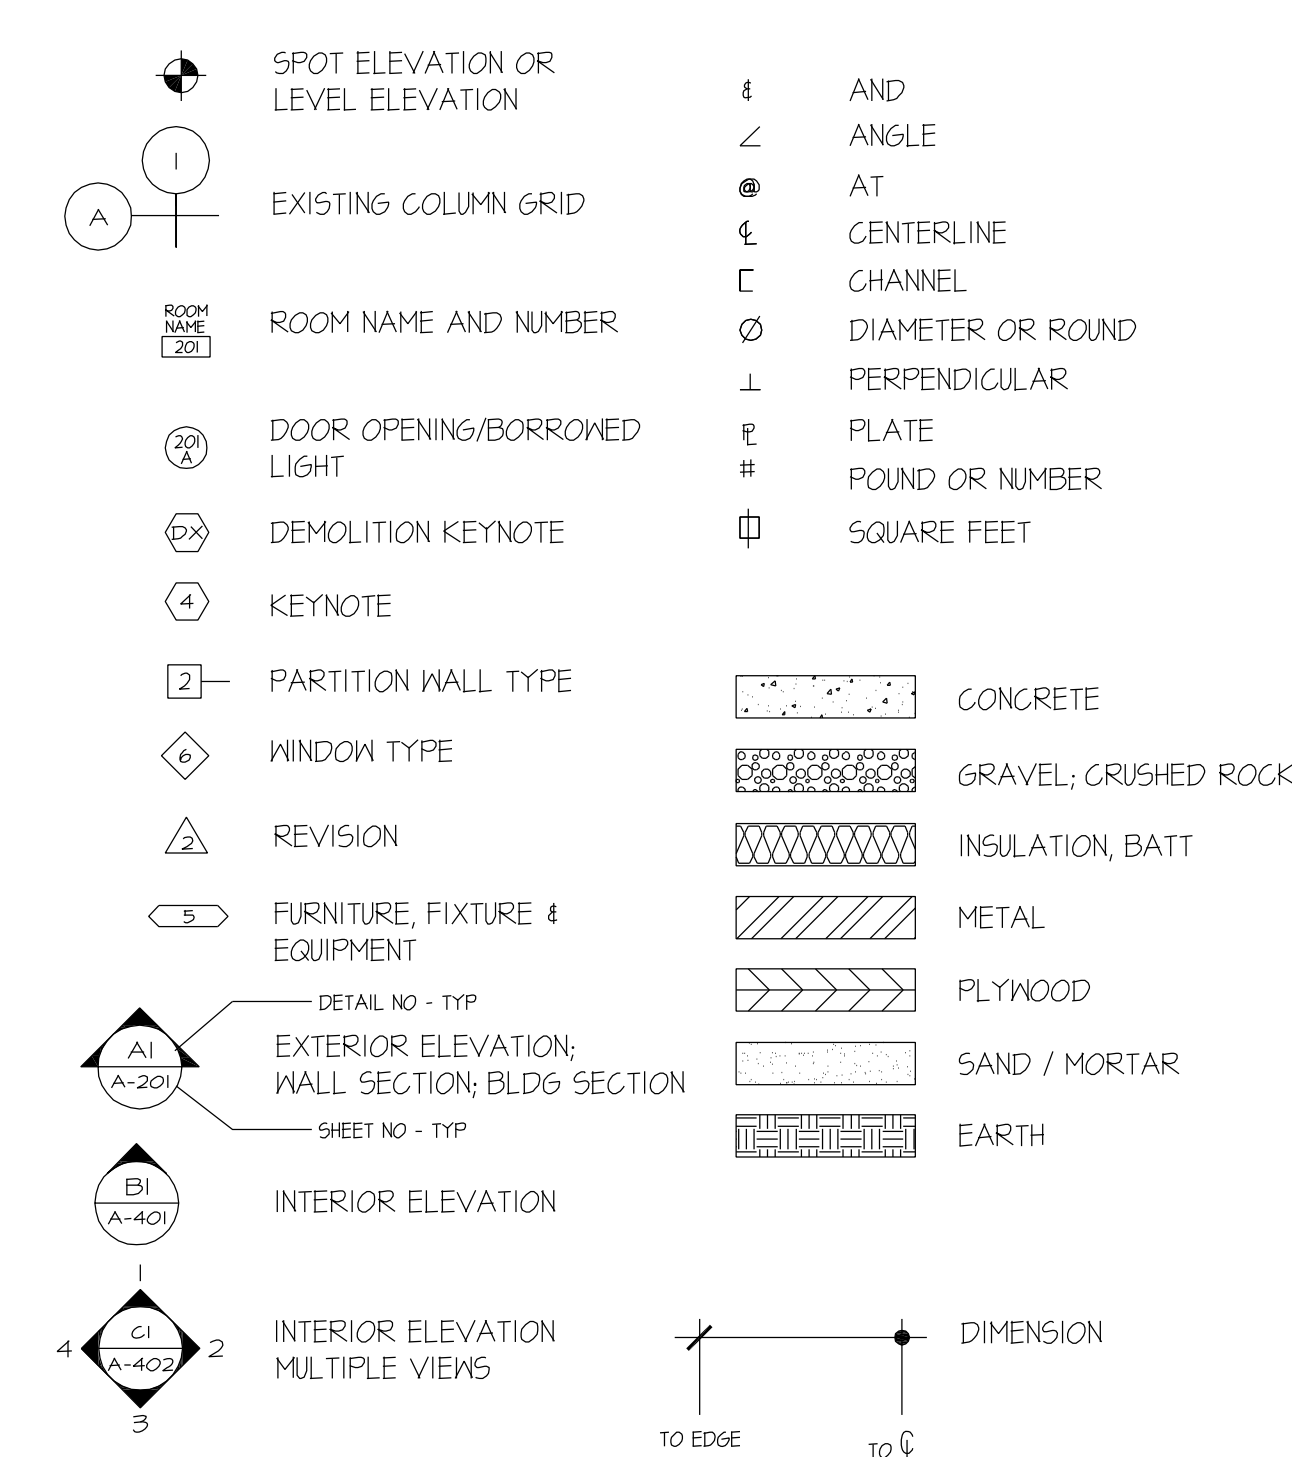 SPOT ELEVATION OR
LEVEL ELEVATION
1
A
EXISTING COLUMN GRID
ROOM
NAME
201
ROOM NAME AND NUMBER
201
A
DOOR OPENING/BORROWED
LIGHT
DX
DEMOLITION KEYNOTE
4
KEYNOTE
2
PARTITION WALL TYPE
6
WINDOW TYPE
2
REVISION
5
FURNITURE, FIXTURE &
EQUIPMENT
DETAIL NO - TYP
A1
A-201
EXTERIOR ELEVATION;
WALL SECTION; BLDG SECTION
SHEET NO - TYP
B1
A-401
INTERIOR ELEVATION
1
4
C1
A-402
2
3
INTERIOR ELEVATION
MULTIPLE VIEWS
& AND
∠ ANGLE
@ AT
℄ CENTERLINE
[ CHANNEL
Ø DIAMETER OR ROUND
⊥ PERPENDICULAR
PL PLATE
# POUND OR NUMBER
SQUARE FEET
CONCRETE
GRAVEL; CRUSHED ROCK
INSULATION, BATT
METAL
PLYWOOD
SAND / MORTAR
EARTH
DIMENSION
TO EDGE
TO ℄